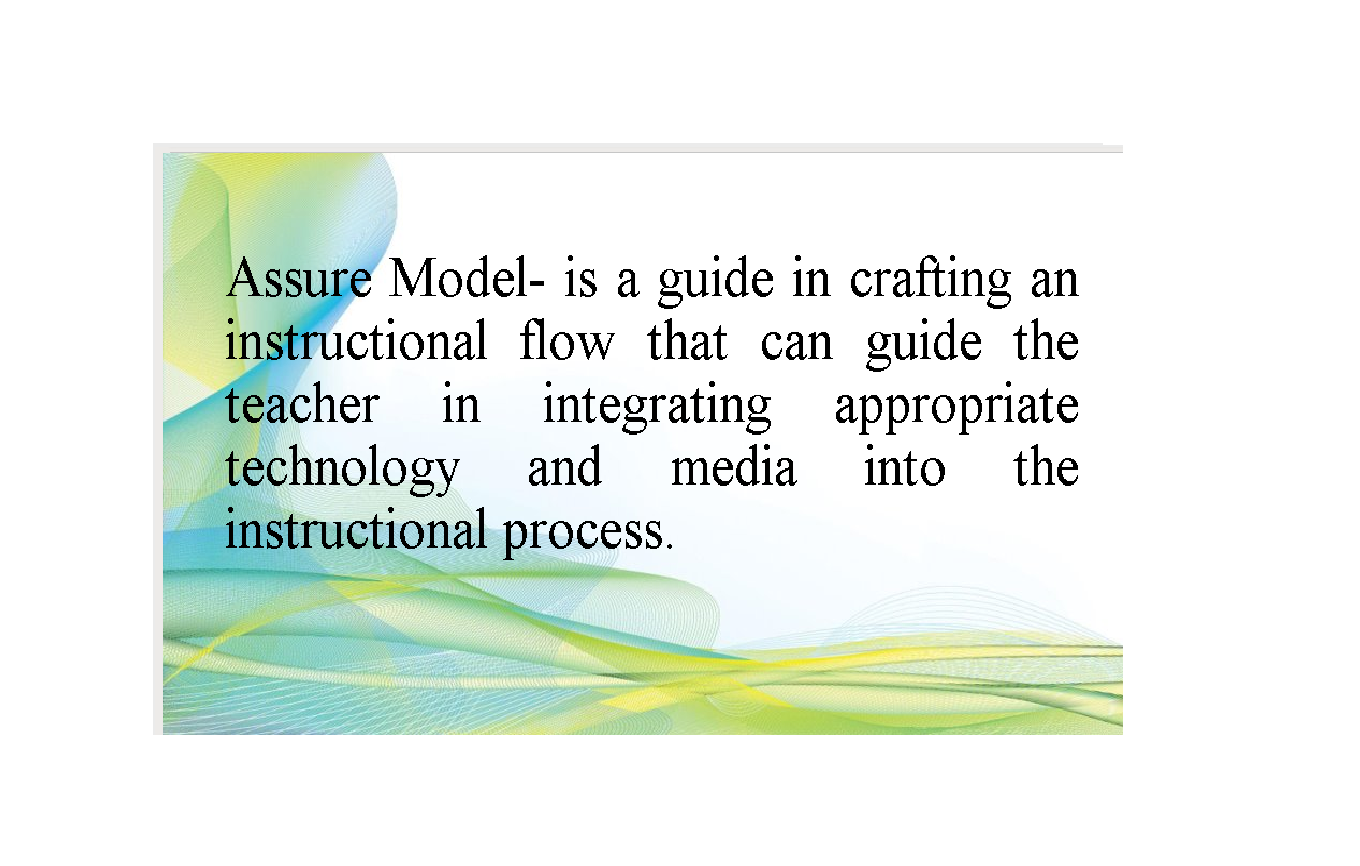 Assure Model- is a guide in crafting an
instructional flow that can guide the
teacher in integrating appropriate
technology and media into the
instructional process.